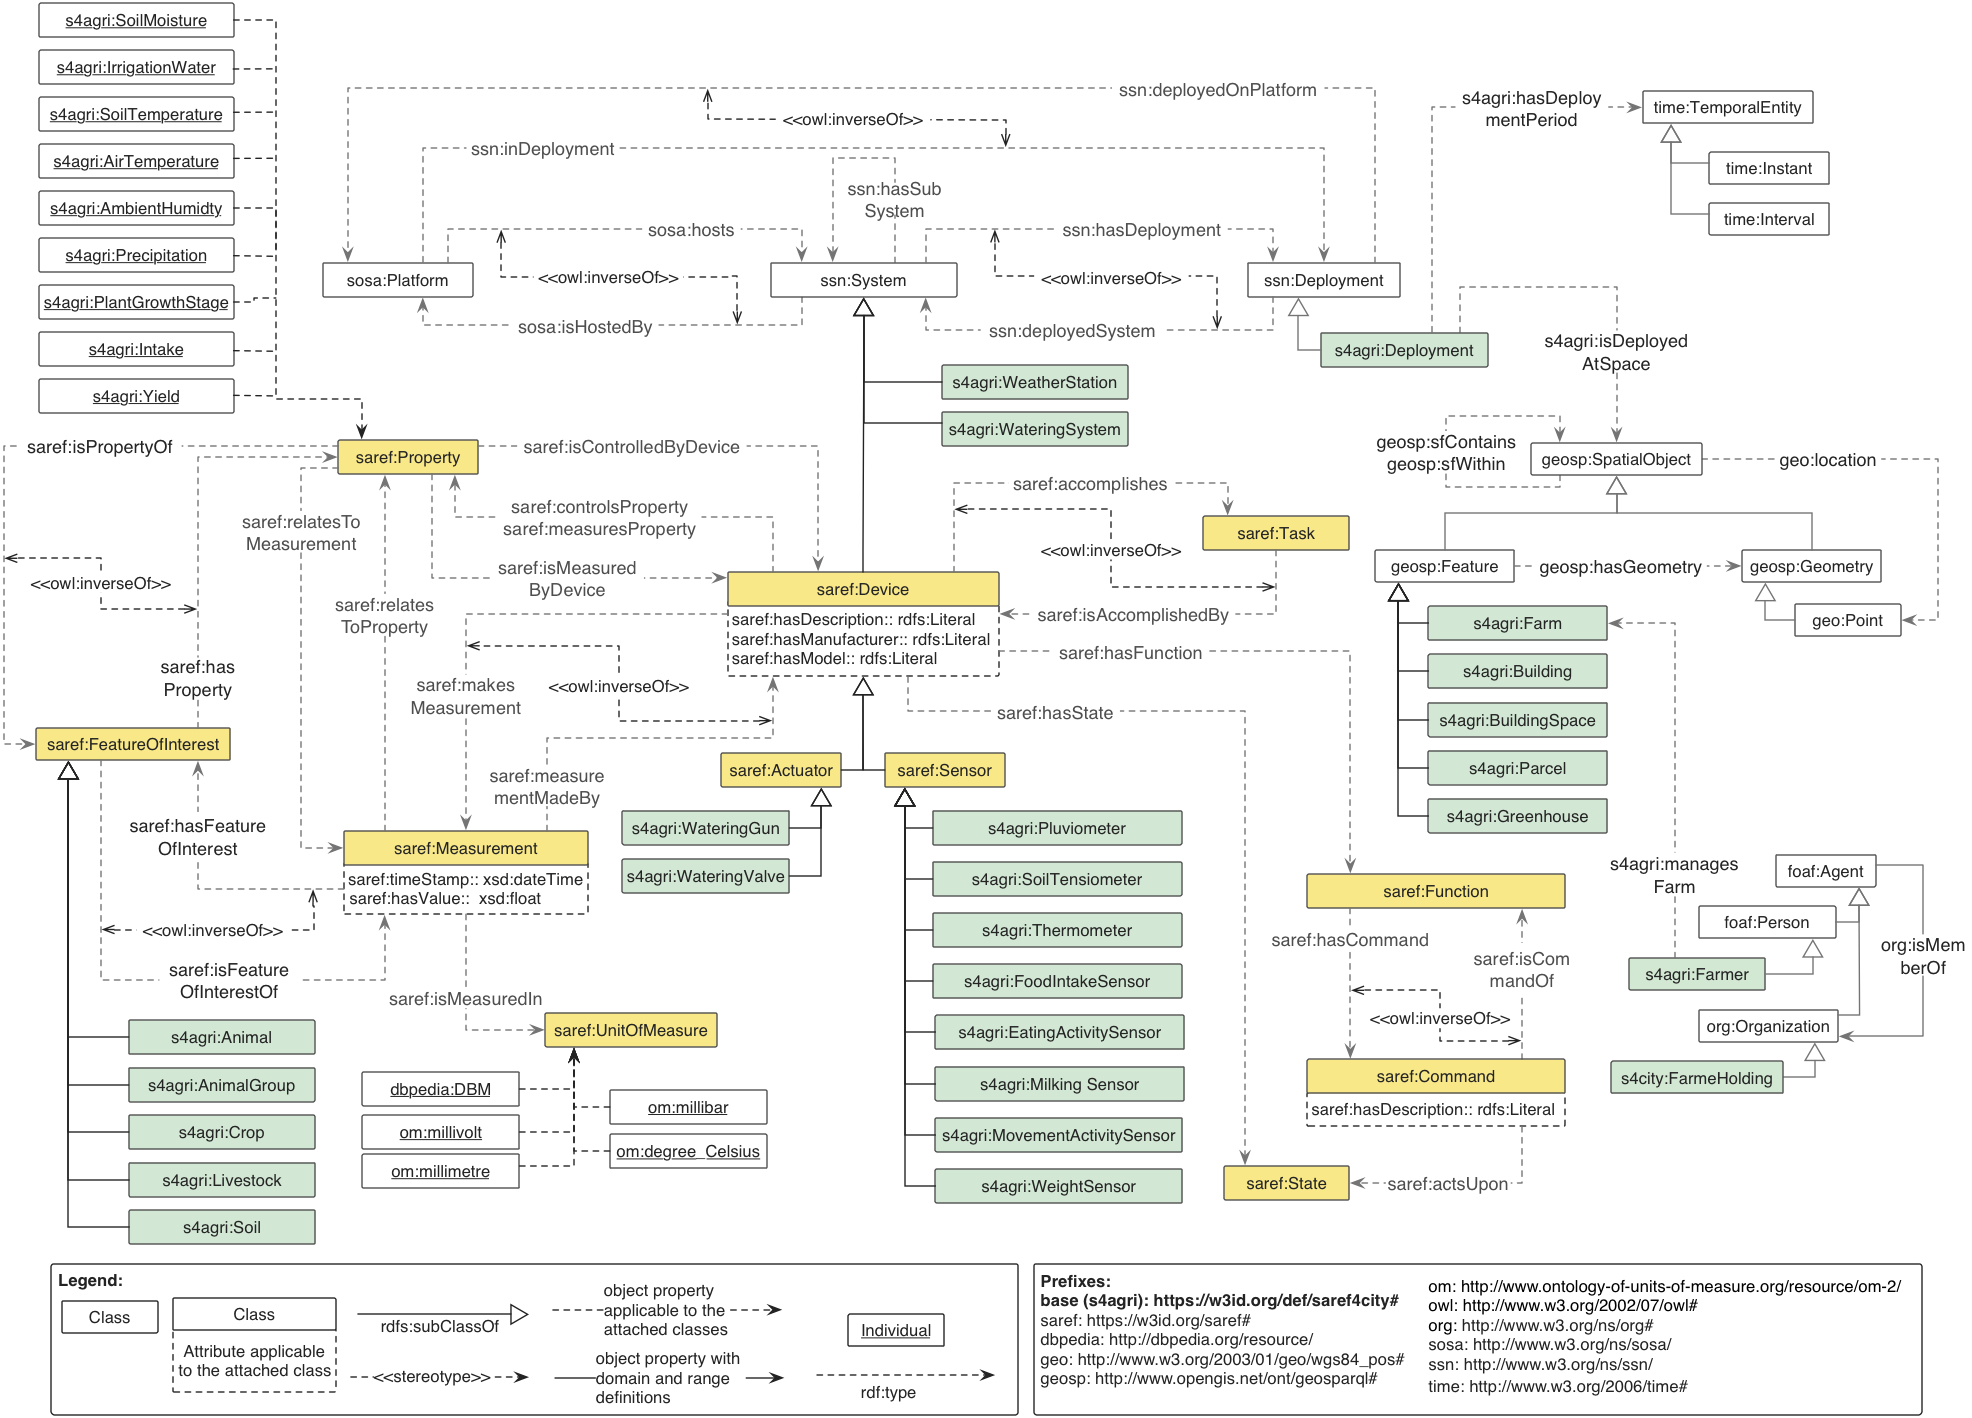 s4agri:SoilMoisture
s4agri:IrrigationWater
s4agri:SoilTemperature
s4agri:AirTemperature
s4agri:AmbientHumidty
s4agri:Precipitation
s4agri:PlantGrowthStage
s4agri:Intake
s4agri:Yield
ssn:deployedOnPlatform
<<owl:inverseOf>>
ssn:inDeployment
ssn:hasSub
System
sosa:hosts
ssn:hasDeployment
<<owl:inverseOf>>
<<owl:inverseOf>>
sosa:Platform
ssn:System
ssn:Deployment
sosa:isHostedBy
ssn:deployedSystem
s4agri:Deployment
s4agri:hasDeploy
mentPeriod
time:TemporalEntity
time:Instant
time:Interval
s4agri:isDeployed
AtSpace
s4agri:WeatherStation
s4agri:WateringSystem
saref:isPropertyOf
saref:Property
saref:isControlledByDevice
geosp:sfContains
geosp:sfWithin
geosp:SpatialObject
geo:location
saref:relatesTo
Measurement
saref:controlsProperty
saref:measuresProperty
saref:accomplishes
saref:Task
<<owl:inverseOf>>
<<owl:inverseOf>>
saref:isMeasured
ByDevice
saref:relates
ToProperty
saref:Device
saref:hasDescription:: rdfs:Literal
saref:hasManufacturer:: rdfs:Literal
saref:hasModel:: rdfs:Literal
saref:isAccomplishedBy
saref:hasFunction
geosp:Feature
geosp:hasGeometry
geosp:Geometry
geo:Point
s4agri:Farm
s4agri:Building
s4agri:BuildingSpace
s4agri:Parcel
s4agri:Greenhouse
saref:has
Property
saref:makes
Measurement
<<owl:inverseOf>>
saref:hasState
saref:FeatureOfInterest
saref:measure
mentMadeBy
saref:Actuator
saref:Sensor
s4agri:WateringGun
s4agri:WateringValve
s4agri:Pluviometer
s4agri:SoilTensiometer
s4agri:Thermometer
s4agri:FoodIntakeSensor
s4agri:EatingActivitySensor
s4agri:Milking Sensor
s4agri:MovementActivitySensor
s4agri:WeightSensor
saref:hasFeature
OfInterest
saref:Measurement
saref:timeStamp:: xsd:dateTime
saref:hasValue:: xsd:float
<<owl:inverseOf>>
saref:isFeature
OfInterestOf
saref:isMeasuredIn
saref:UnitOfMeasure
s4agri:Animal
s4agri:AnimalGroup
s4agri:Crop
s4agri:Livestock
s4agri:Soil
dbpedia:DBM
om:millivolt
om:millimetre
om:millibar
om:degree_Celsius
saref:Function
saref:hasCommand
saref:isCom
mandOf
<<owl:inverseOf>>
saref:Command
saref:hasDescription:: rdfs:Literal
saref:State
saref:actsUpon
s4agri:manages
Farm
foaf:Agent
foaf:Person
s4agri:Farmer
org:isMem
berOf
org:Organization
s4city:FarmeHolding
Legend:
Class
Class
Attribute applicable
to the attached class
rdfs:subClassOf
<<stereotype>>
object property
applicable to the
attached classes
object property with
domain and range
definitions
Individual
rdf:type
Prefixes:
base (s4agri): https://w3id.org/def/saref4city#
saref: https://w3id.org/saref#
dbpedia: http://dbpedia.org/resource/
geo: http://www.w3.org/2003/01/geo/wgs84_pos#
geosp: http://www.opengis.net/ont/geosparql#
om: http://www.ontology-of-units-of-measure.org/resource/om-2/
owl: http://www.w3.org/2002/07/owl#
org: http://www.w3.org/ns/org#
sosa: http://www.w3.org/ns/sosa/
ssn: http://www.w3.org/ns/ssn/
time: http://www.w3.org/2006/time#